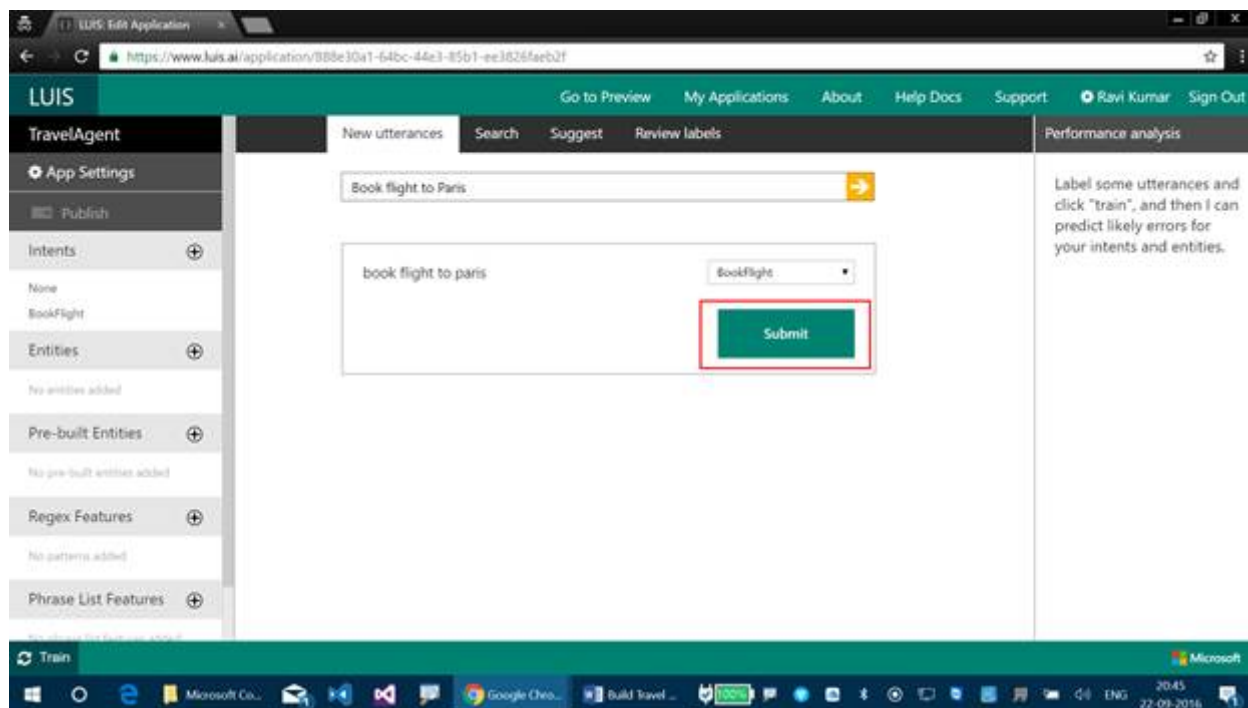 LUIS: Edit Application
https://www.luis.ai/application/888e30a1-64bc-44e3-85b1-ee3826faeb2f
LUIS Go to Preview My Applications About Help Docs Support Ravi Kumar Sign Out
TravelAgent New utterances Search Suggest Review labels Performance analysis
App Settings
Publish
Intents
None
BookFlight
Entities
No entities added
Pre-built Entities
No pre-built entities added
Regex Features
No patterns added
Phrase List Features
Book flight to Paris
book flight to paris BookFlight
Submit
Label some utterances and
click "train", and then I can
predict likely errors for
your intents and entities.
Train Microsoft
Microsoft Co... Google Chro... Build Travel ... 100% ENG 20:45
22-09-2016